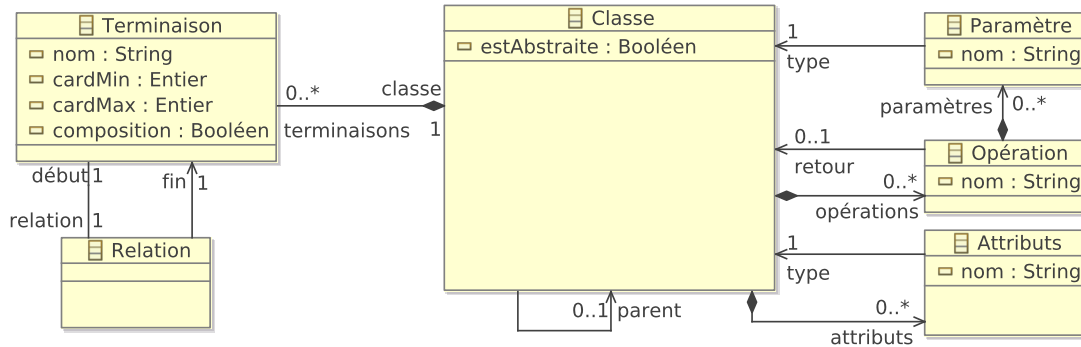 Terminaison
nom : String
cardMin : Entier
cardMax : Entier
composition : Booléen
0..*
terminaisons
classe
1
début 1
fin 1
relation 1
Relation
Classe
estAbstraite : Booléen
0..1 parent
1
type
0..1
retour
0..*
opérations
1
type
0..*
attributs
Paramètre
nom : String
paramètres 0..*
Opération
nom : String
Attributs
nom : String